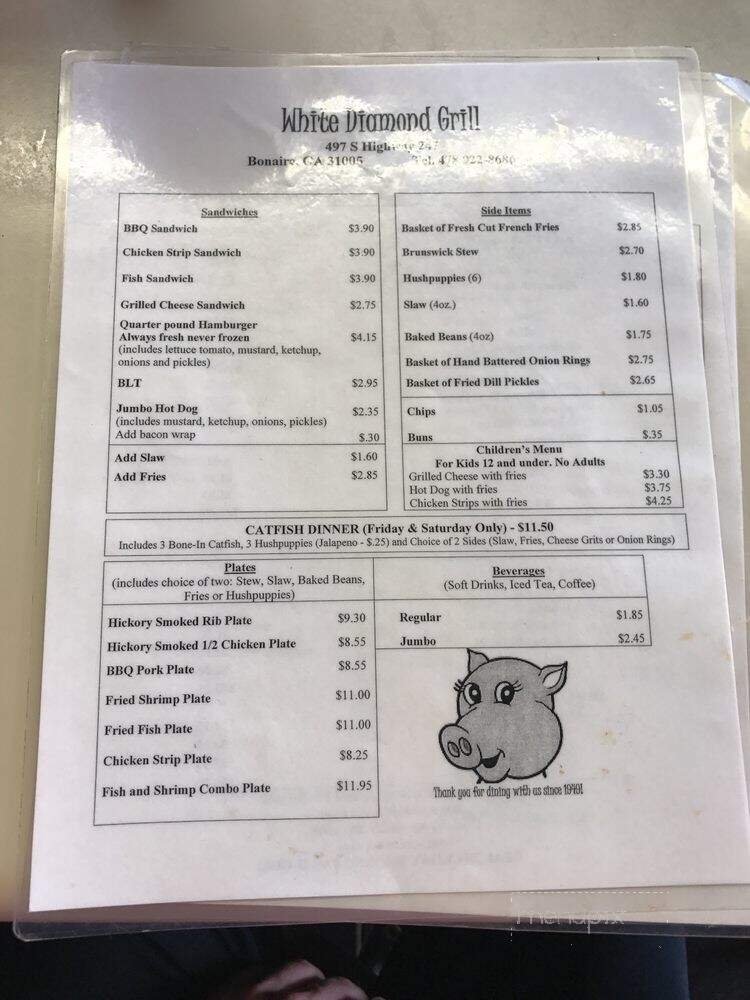 White Diamond Grill
497 S Highway 247
Bonaire, GA 31005 Tel. 478 922-8686
Sandwiches
BBQ Sandwich $3.90
Chicken Strip Sandwich $3.90
Fish Sandwich $3.90
Grilled Cheese Sandwich $2.75
Quarter pound Hamburger
Always fresh never frozen $4.15
(includes lettuce tomato, mustard, ketchup,
onions and pickles)
BLT $2.95
Jumbo Hot Dog $2.35
(includes mustard, ketchup, onions, pickles)
Add bacon wrap $.30
Add Slaw $1.60
Add Fries $2.85
Side Items
Basket of Fresh Cut French Fries $2.85
Brunswick Stew $2.70
Hushpuppies (6) $1.80
Slaw (4oz.) $1.60
Baked Beans (4oz) $1.75
Basket of Hand Battered Onion Rings $2.75
Basket of Fried Dill Pickles $2.65
Chips $1.05
Buns $.35
Children's Menu
For Kids 12 and under. No Adults
Grilled Cheese with fries $3.30
Hot Dog with fries $3.75
Chicken Strips with fries $4.25
CATFISH DINNER (Friday & Saturday Only) - $11.50
Includes 3 Bone-In Catfish, 3 Hushpuppies (Jalapeno - $.25) and Choice of 2 Sides (Slaw, Fries, Cheese Grits or Onion Rings)
Plates
(includes choice of two: Stew, Slaw, Baked Beans,
Fries or Hushpuppies)
Hickory Smoked Rib Plate $9.30
Hickory Smoked 1/2 Chicken Plate $8.55
BBQ Pork Plate $8.55
Fried Shrimp Plate $11.00
Fried Fish Plate $11.00
Chicken Strip Plate $8.25
Fish and Shrimp Combo Plate $11.95
Beverages
(Soft Drinks, Iced Tea, Coffee)
Regular $1.85
Jumbo $2.45
Thank you for dining with us since 1949!
menupix